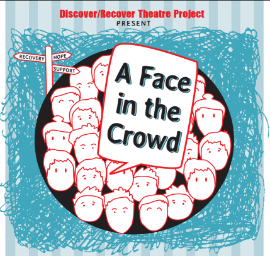 Discover/Recover Theatre Project
PRESENT
RECOVERY
HOPE
SUPPORT
A Face
in the
Crowd